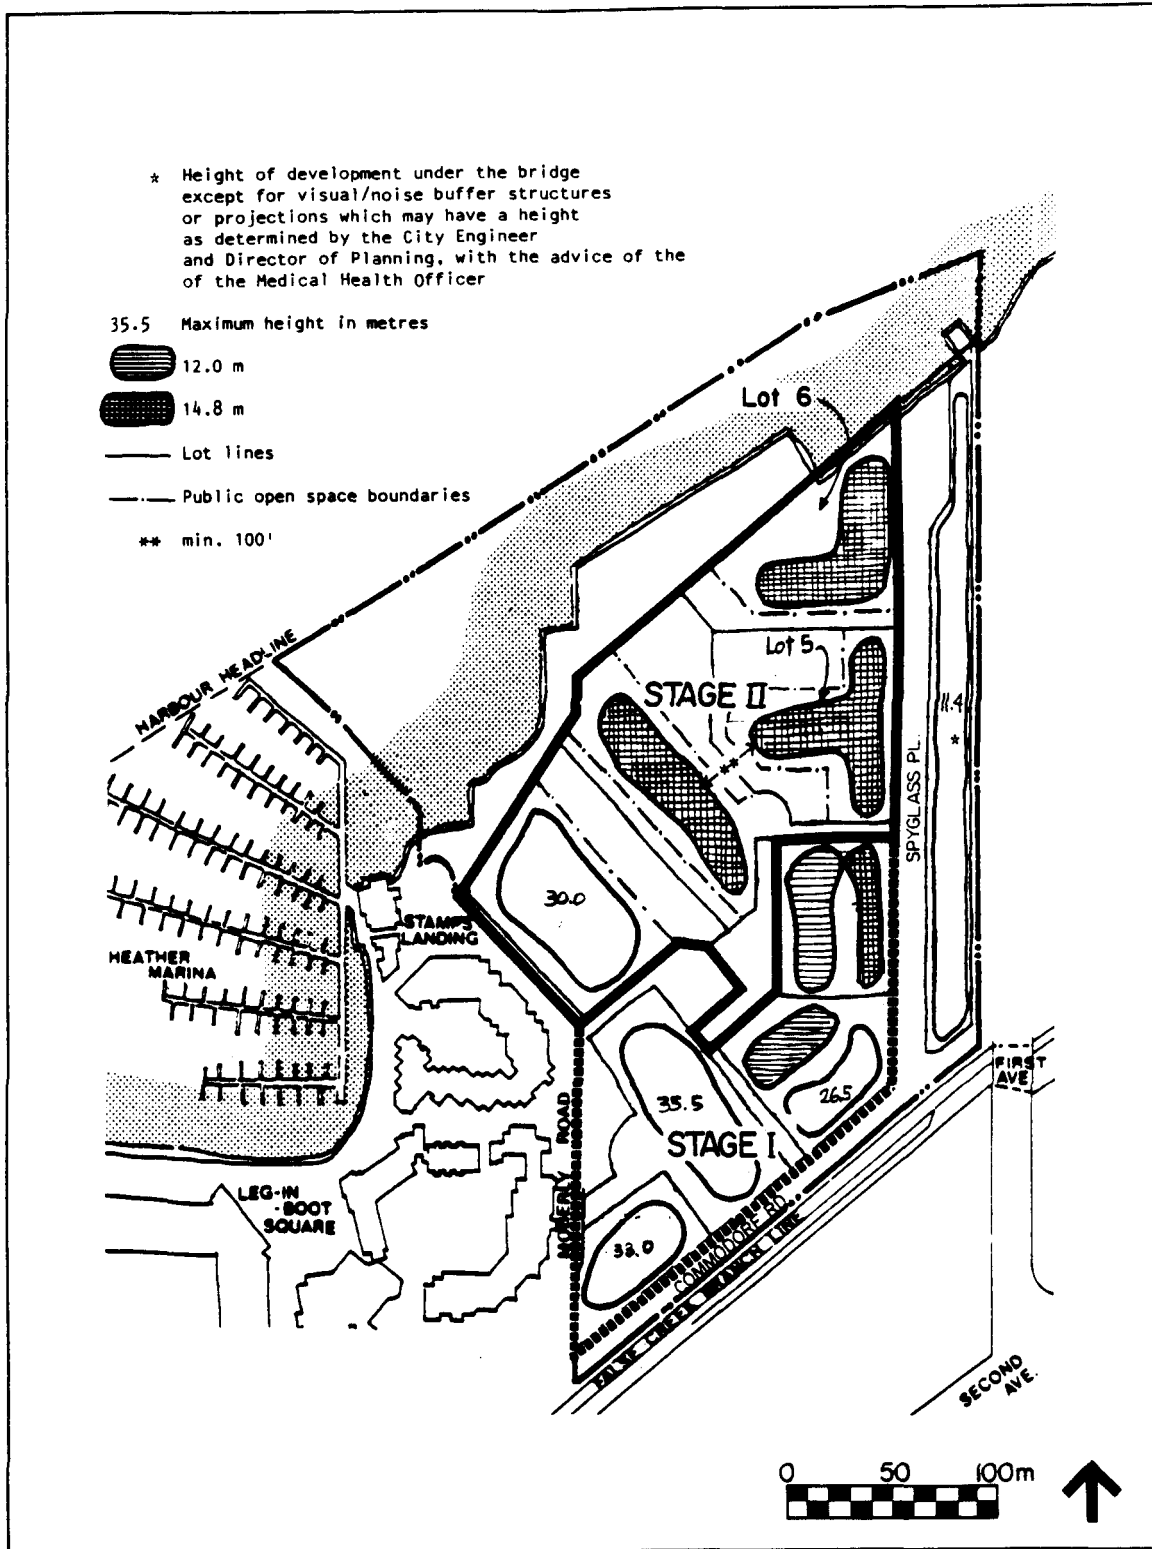 * Height of development under the bridge
except for visual/noise buffer structures
or projections which may have a height
as determined by the City Engineer
and Director of Planning, with the advice of the
of the Medical Health Officer
35.5 Maximum height in metres
12.0 m
14.8 m
Lot lines
Public open space boundaries
** min. 100'
Lot 6
HARBOUR HEADLINE
Lot 5
STAGE II
11.4
*
**
SPYGLASS PL.
30.0
STAMPS
LANDING
HEATHER
MARINA
FIRST
AVE.
26.5
35.5
STAGE I
MOBERLY ROAD
LEG-IN
-BOOT
SQUARE
33.0
COMMODORE RD.
FALSE CREEK BRANCH LINE
SECOND
AVE.
0 50 100m